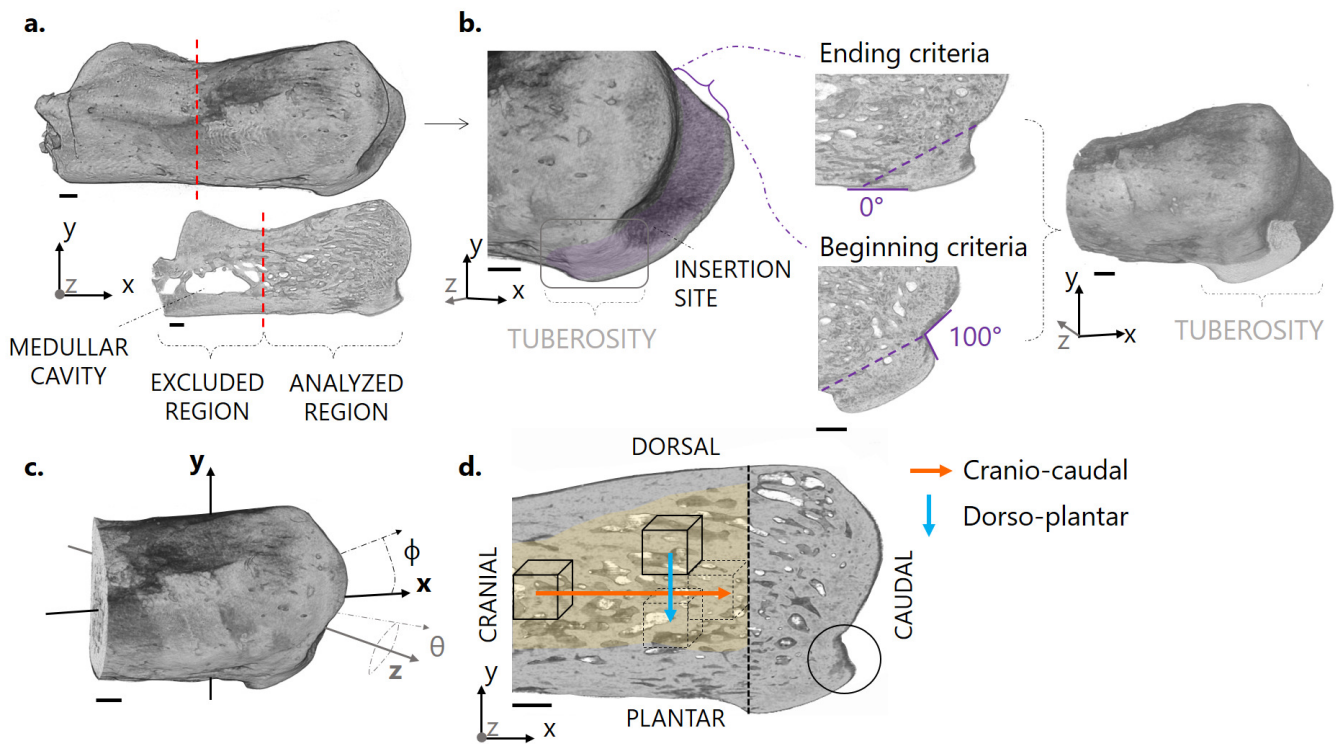 a.
y
z
x
MEDULLAR
CAVITY
EXCLUDED
REGION
ANALYZED
REGION
b.
y
z
x
INSERTION
SITE
TUBEROSITY
Ending criteria
0°
Beginning criteria
100°
y
z
x
TUBEROSITY
c.
y
ϕ
x
θ
z
d.
DORSAL
CRANIAL
CAUDAL
PLANTAR
y
z
x
Cranio-caudal
Dorso-plantar